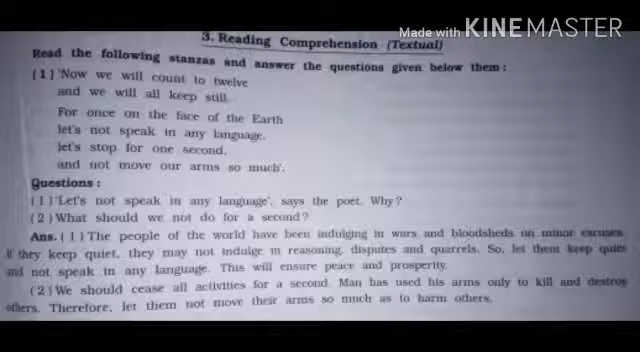 Made with KINEMASTER
3. Reading Comprehension (Textual)
Read the following stanzas and answer the questions given below them :
( 1 ) 'Now we will count to twelve
and we will all keep still.
For once on the face of the Earth
let's not speak in any language,
let's stop for one second,
and not move our arms so much'.
Questions :
( 1 ) 'Let's not speak in any language', says the poet. Why ?
( 2 ) What should we not do for a second ?
Ans. ( 1 ) The people of the world have been indulging in wars and bloodsheds on minor excuses.
If they keep quiet, they may not indulge in reasoning, disputes and quarrels. So, let them keep quiet
and not speak in any language. This will ensure peace and prosperity.
( 2 ) We should cease all activities for a second. Man has used his arms only to kill and destroy
others. Therefore, let them not move their arms so much as to harm others.